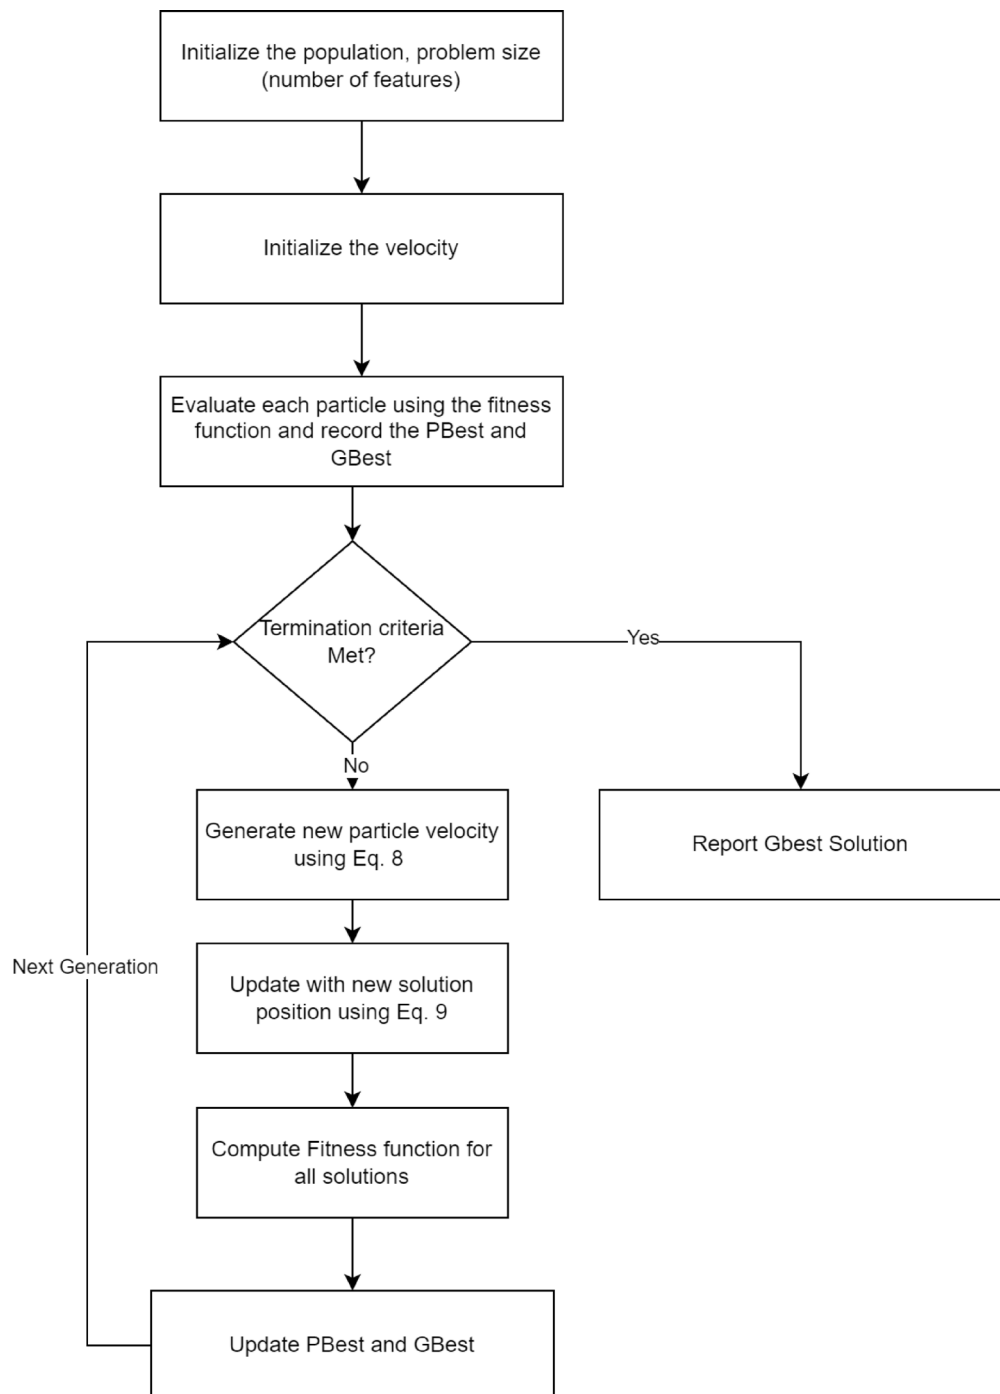 Initialize the population, problem size
(number of features)
Initialize the velocity
Evaluate each particle using the fitness
function and record the PBest and
GBest
Termination criteria
Met?
Yes
No
Generate new particle velocity
using Eq. 8
Report Gbest Solution
Next Generation
Update with new solution
position using Eq. 9
Compute Fitness function for
all solutions
Update PBest and GBest